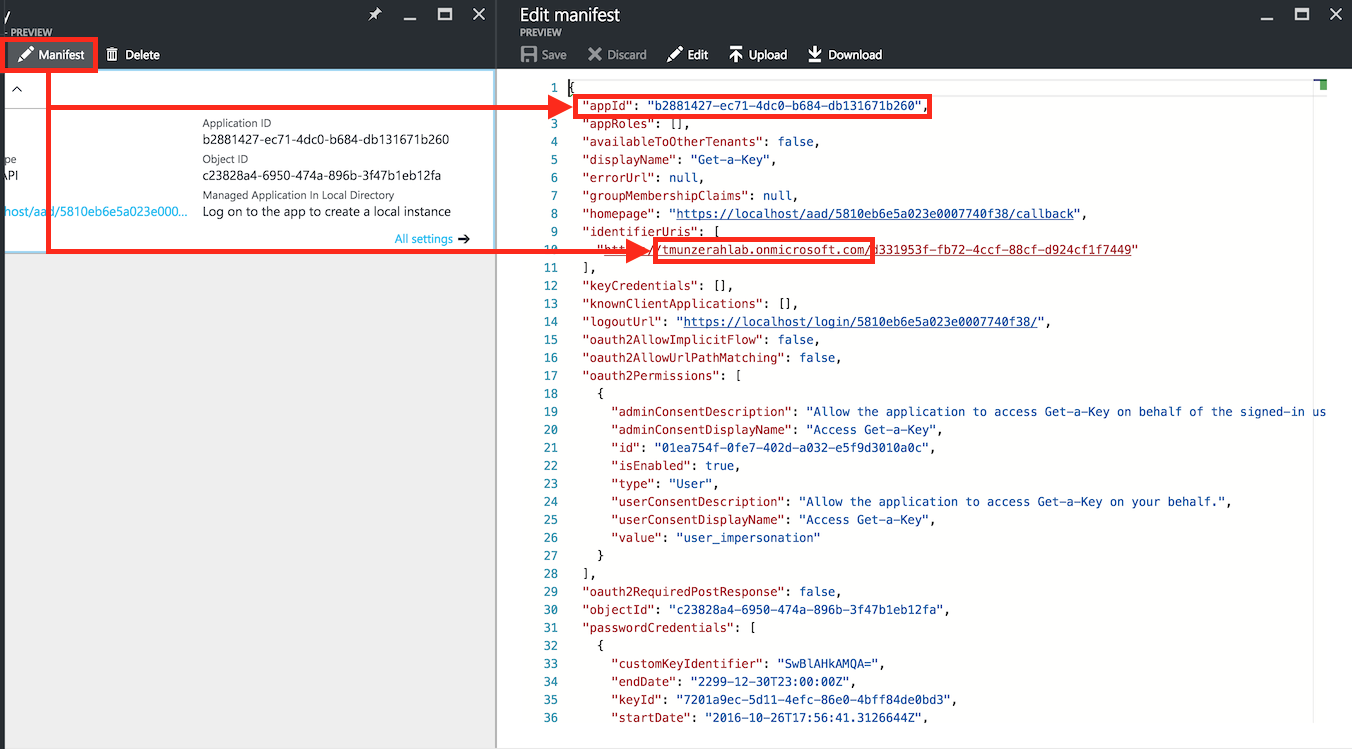 y
- PREVIEW
Manifest Delete
Application ID
b2881427-ec71-4dc0-b684-db131671b260
Object ID
pe
c23828a4-6950-474a-896b-3f47b1eb12fa
API
Managed Application In Local Directory
host/aad/5810eb6e5a023e000... Log on to the app to create a local instance
All settings →
Edit manifest
PREVIEW
Save Discard Edit Upload Download
1 {
"appId": "b2881427-ec71-4dc0-b684-db131671b260",
3 "appRoles": [],
4 "availableToOtherTenants": false,
5 "displayName": "Get-a-Key",
6 "errorUrl": null,
7 "groupMembershipClaims": null,
8 "homepage": "https://localhost/aad/5810eb6e5a023e0007740f38/callback",
9 "identifierUris": [
10 "ht //tmunzerahlab.onmicrosoft.com/d331953f-fb72-4ccf-88cf-d924cf1f7449"
11 ],
12 "keyCredentials": [],
13 "knownClientApplications": [],
14 "logoutUrl": "https://localhost/login/5810eb6e5a023e0007740f38/",
15 "oauth2AllowImplicitFlow": false,
16 "oauth2AllowUrlPathMatching": false,
17 "oauth2Permissions": [
18 {
19 "adminConsentDescription": "Allow the application to access Get-a-Key on behalf of the signed-in us
20 "adminConsentDisplayName": "Access Get-a-Key",
21 "id": "01ea754f-0fe7-402d-a032-e5f9d3010a0c",
22 "isEnabled": true,
23 "type": "User",
24 "userConsentDescription": "Allow the application to access Get-a-Key on your behalf.",
25 "userConsentDisplayName": "Access Get-a-Key",
26 "value": "user_impersonation"
27 }
28 ],
29 "oauth2RequiredPostResponse": false,
30 "objectId": "c23828a4-6950-474a-896b-3f47b1eb12fa",
31 "passwordCredentials": [
32 {
33 "customKeyIdentifier": "SwBlAHkAMQA=",
34 "endDate": "2299-12-30T23:00:00Z",
35 "keyId": "7201a9ec-5d11-4efc-86e0-4bff84de0bd3",
36 "startDate": "2016-10-26T17:56:41.3126644Z",